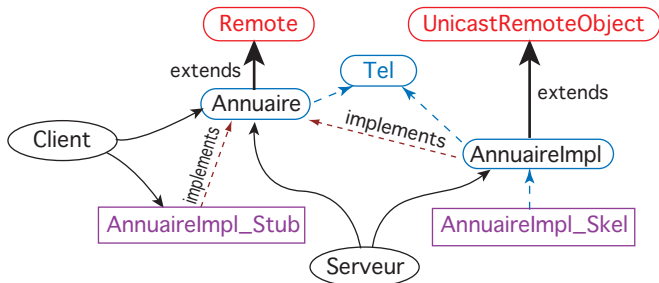 Remote
UnicastRemoteObject
extends
Tel
Annuaire
extends
implements
Client
AnnuaireImpl
implements
AnnuaireImpl_Stub
AnnuaireImpl_Skel
Serveur